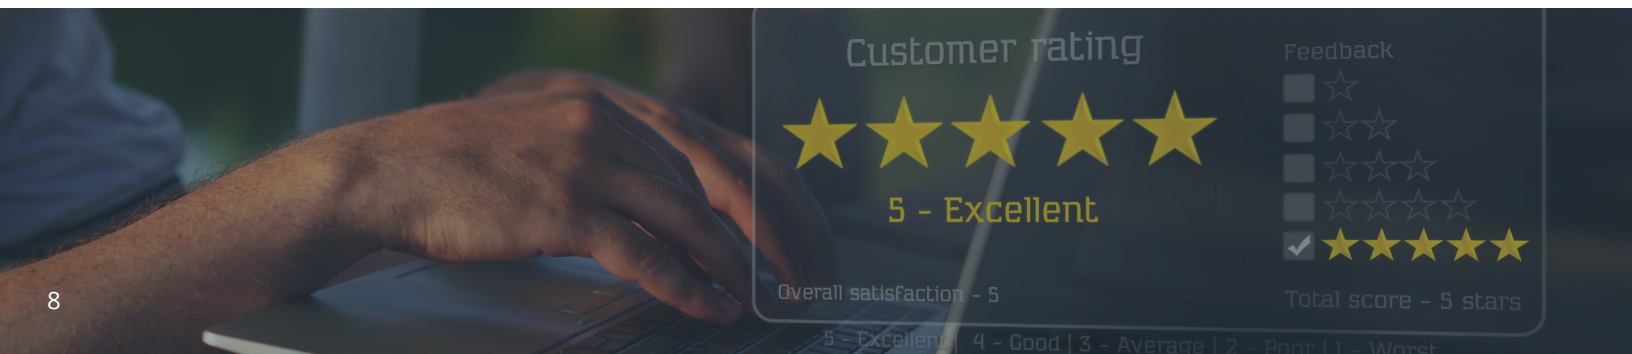 Customer rating
Feedback
5 - Excellent
Overall satisfaction - 5
Total score - 5 stars
5 - Excellent | 4 - Good | 3 - Average | 2 - Poor | 1 - Worst
8